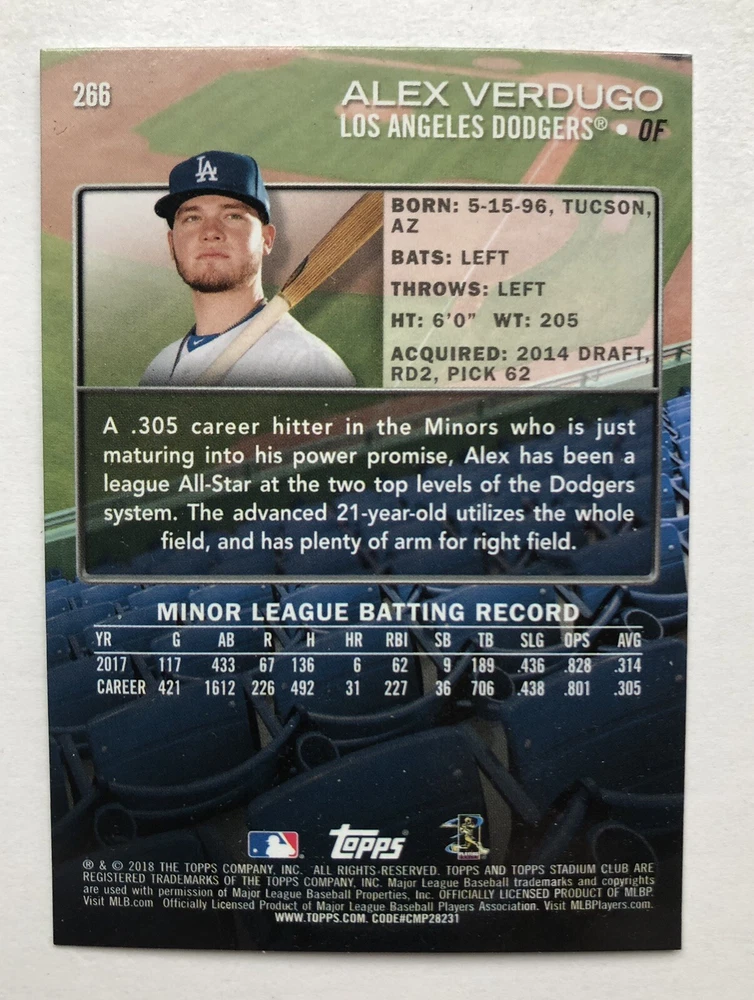 266
ALEX VERDUGO
LOS ANGELES DODGERS® • OF
LA
BORN: 5-15-96, TUCSON,
AZ
BATS: LEFT
THROWS: LEFT
HT: 6'0" WT: 205
ACQUIRED: 2014 DRAFT,
RD2, PICK 62
A .305 career hitter in the Minors who is just
maturing into his power promise, Alex has been a
league All-Star at the two top levels of the Dodgers
system. The advanced 21-year-old utilizes the whole
field, and has plenty of arm for right field.
MINOR LEAGUE BATTING RECORD
YR G AB R H HR RBI SB TB SLG OPS AVG
2017 117 433 67 136 6 62 9 189 .436 .828 .314
CAREER 421 1612 226 492 31 227 36 706 .438 .801 .305
Topps
® & © 2018 THE TOPPS COMPANY, INC. ALL RIGHTS RESERVED. TOPPS AND TOPPS STADIUM CLUB ARE
REGISTERED TRADEMARKS OF THE TOPPS COMPANY, INC. Major League Baseball trademarks and copyrights
are used with permission of Major League Baseball Properties, Inc. OFFICIALLY LICENSED PRODUCT OF MLBP.
Visit MLB.com Officially Licensed Product of Major League Baseball Players Association. Visit MLBPlayers.com.
WWW.TOPPS.COM. CODE#CMP28231